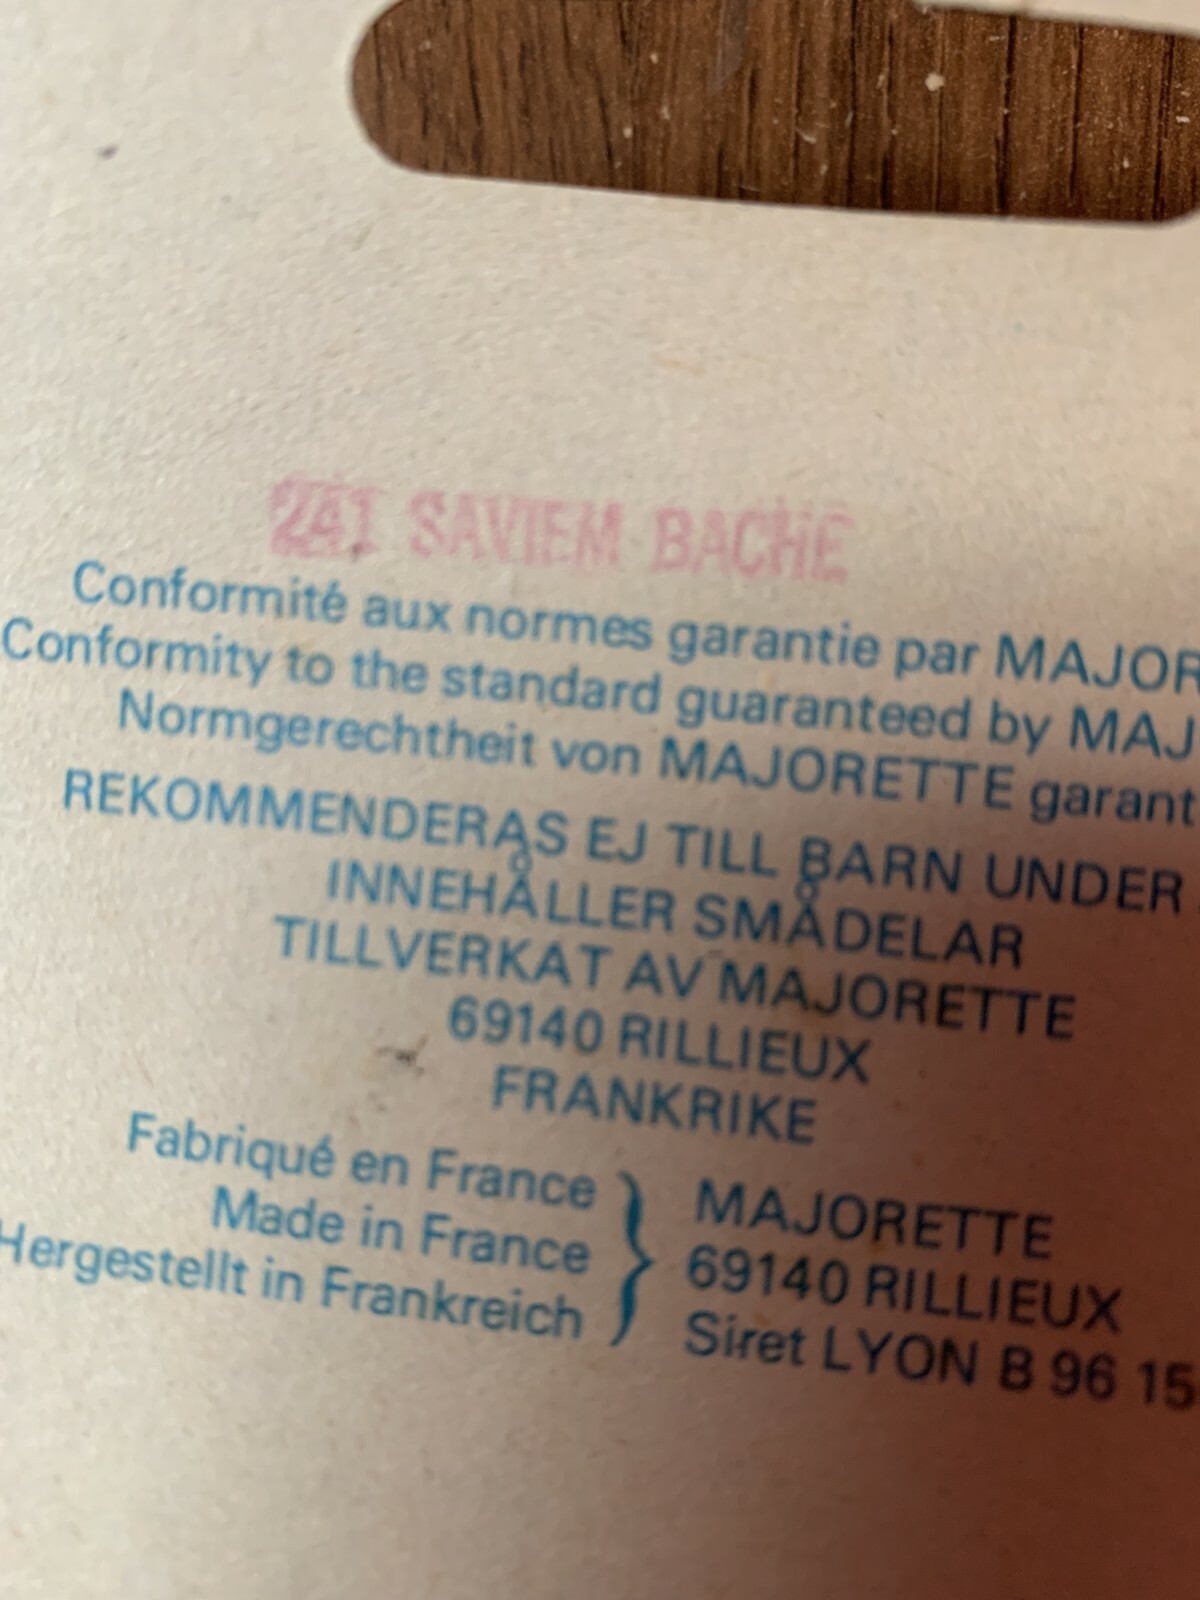 241 SAVIEM BACHE
Conformité aux normes garantie par MAJOR
Conformity to the standard guaranteed by MAJ
Normgerechtheit von MAJORETTE garant
REKOMMENDERAS EJ TILL BARN UNDER
INNEHÅLLER SMÅDELAR
TILLVERKAT AV MAJORETTE
69140 RILLIEUX
FRANKRIKE
Fabriqué en France
Made in France
Hergestellt in Frankreich
MAJORETTE
69140 RILLIEUX
Siret LYON B 96 15